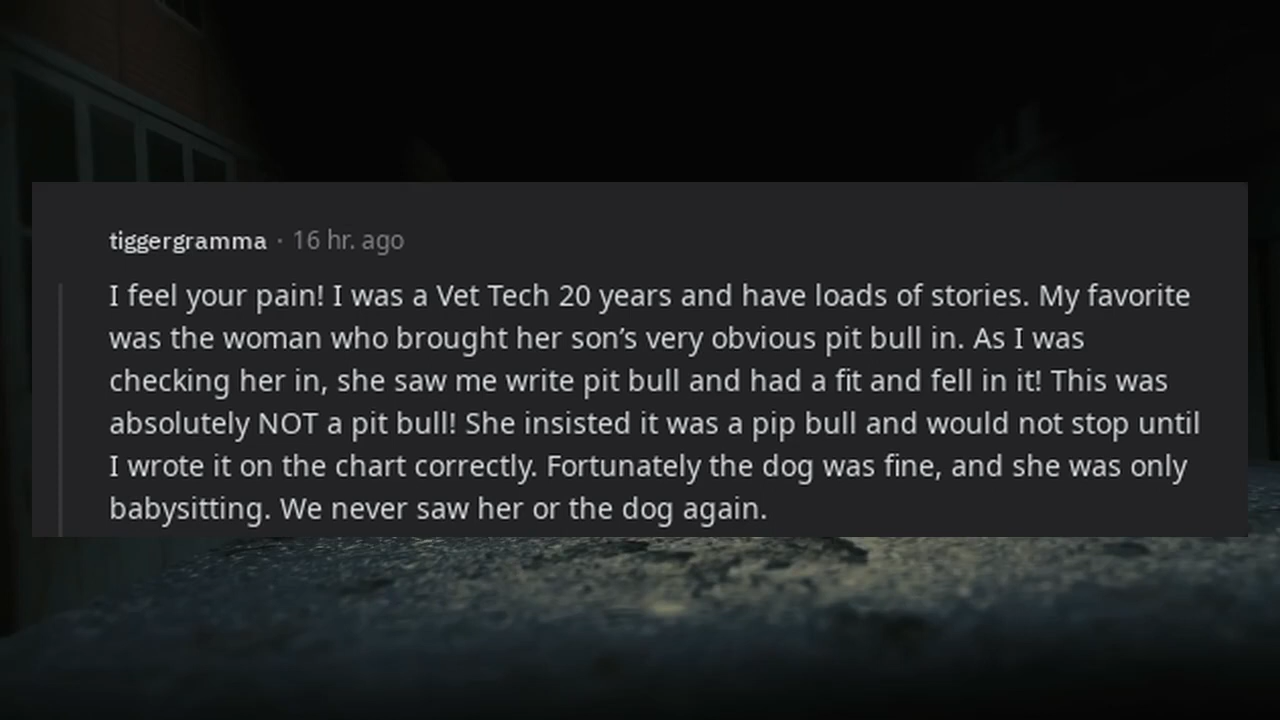 tiggergramma · 16 hr. ago
I feel your pain! I was a Vet Tech 20 years and have loads of stories. My favorite
was the woman who brought her son’s very obvious pit bull in. As I was
checking her in, she saw me write pit bull and had a fit and fell in it! This was
absolutely NOT a pit bull! She insisted it was a pip bull and would not stop until
I wrote it on the chart correctly. Fortunately the dog was fine, and she was only
babysitting. We never saw her or the dog again.